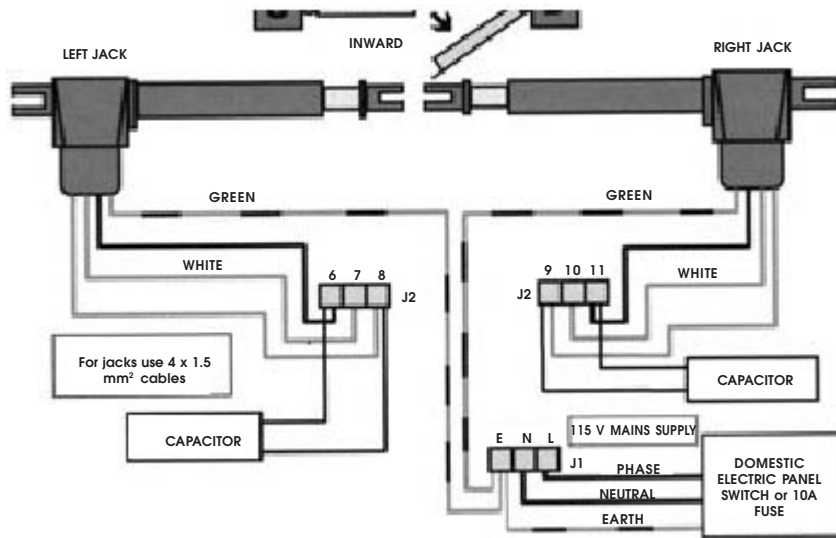 INWARD
LEFT JACK
RIGHT JACK
GREEN
GREEN
WHITE
6 7 8
J2
9 10 11
J2
WHITE
For jacks use 4 x 1.5
mm² cables
CAPACITOR
CAPACITOR
115 V MAINS SUPPLY
E N L
J1
PHASE
NEUTRAL
EARTH
DOMESTIC
ELECTRIC PANEL
SWITCH or 10A
FUSE